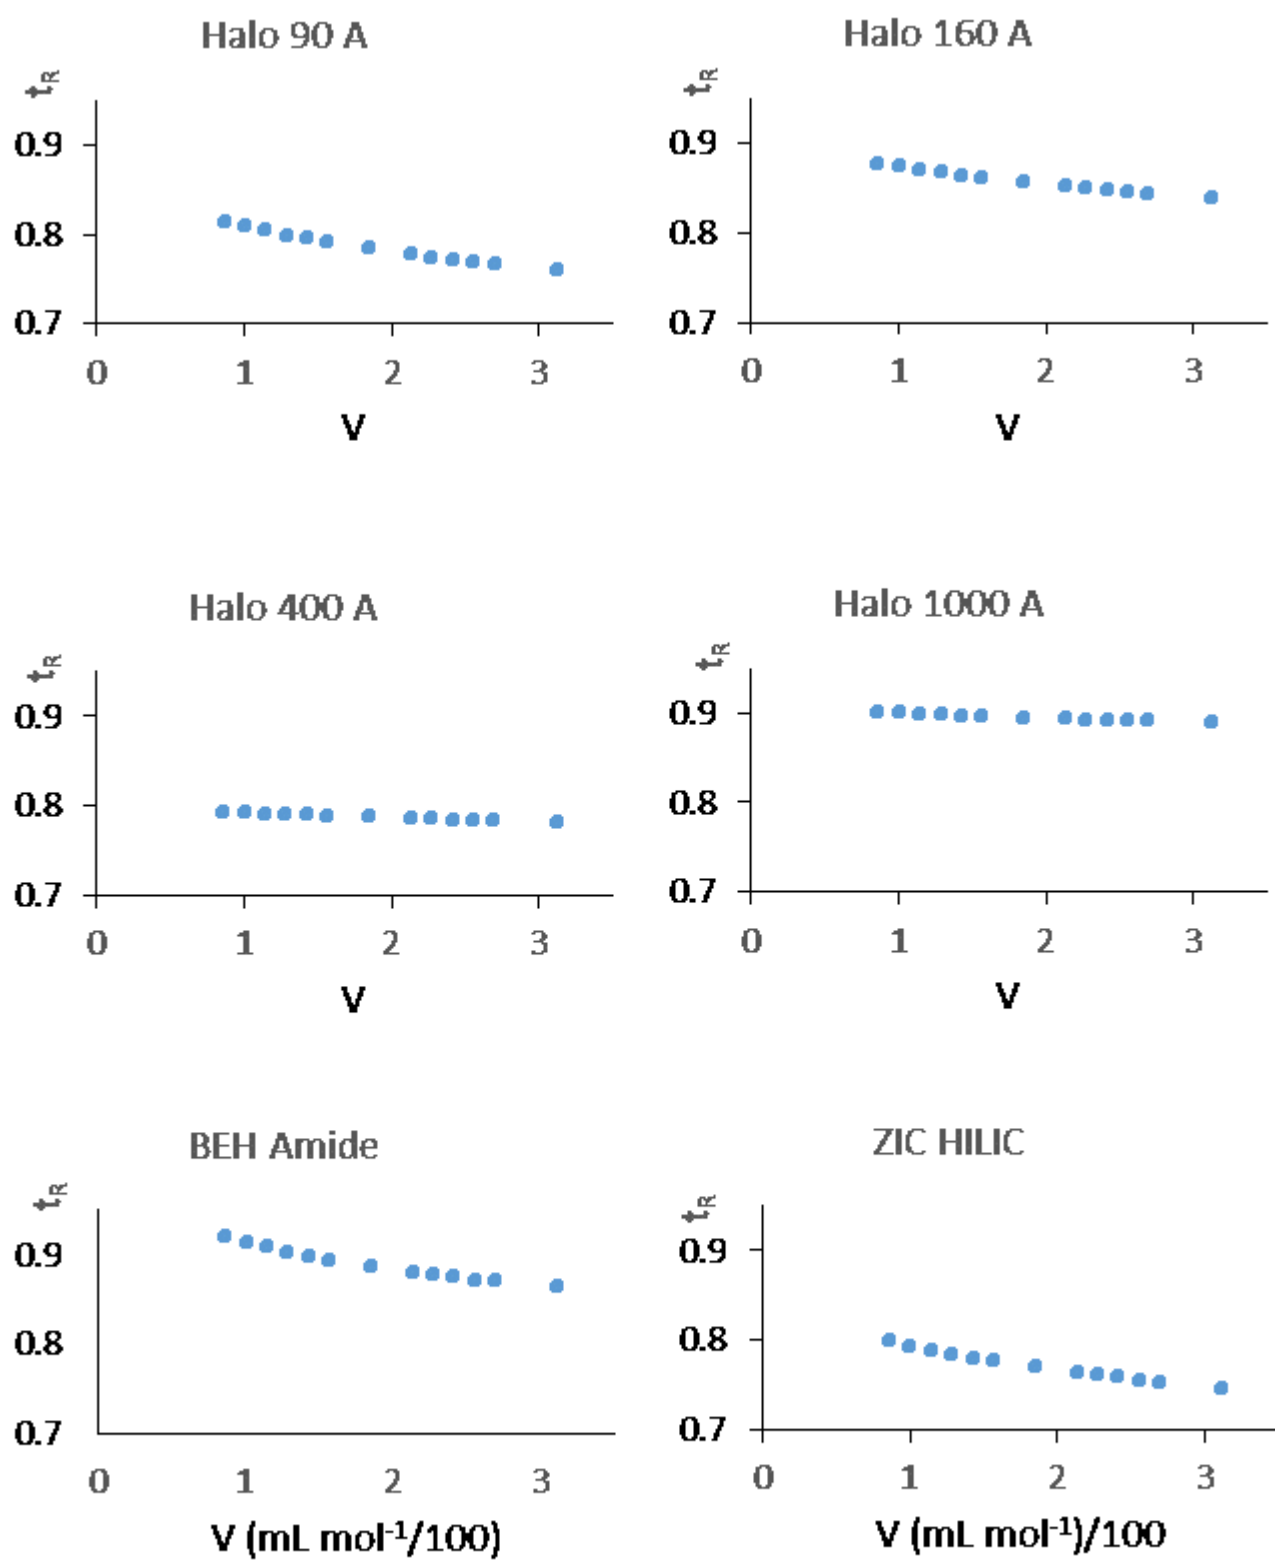 Halo 90 A
tR
0.9
0.8
0.7
0 1 2 3
V
Halo 160 A
tR
0.9
0.8
0.7
0 1 2 3
V
Halo 400 A
tR
0.9
0.8
0.7
0 1 2 3
V
Halo 1000 A
tR
0.9
0.8
0.7
0 1 2 3
V
BEH Amide
tR
0.9
0.8
0.7
0 1 2 3
V (mL mol⁻¹/100)
ZIC HILIC
tR
0.9
0.8
0.7
0 1 2 3
V (mL mol⁻¹)/100